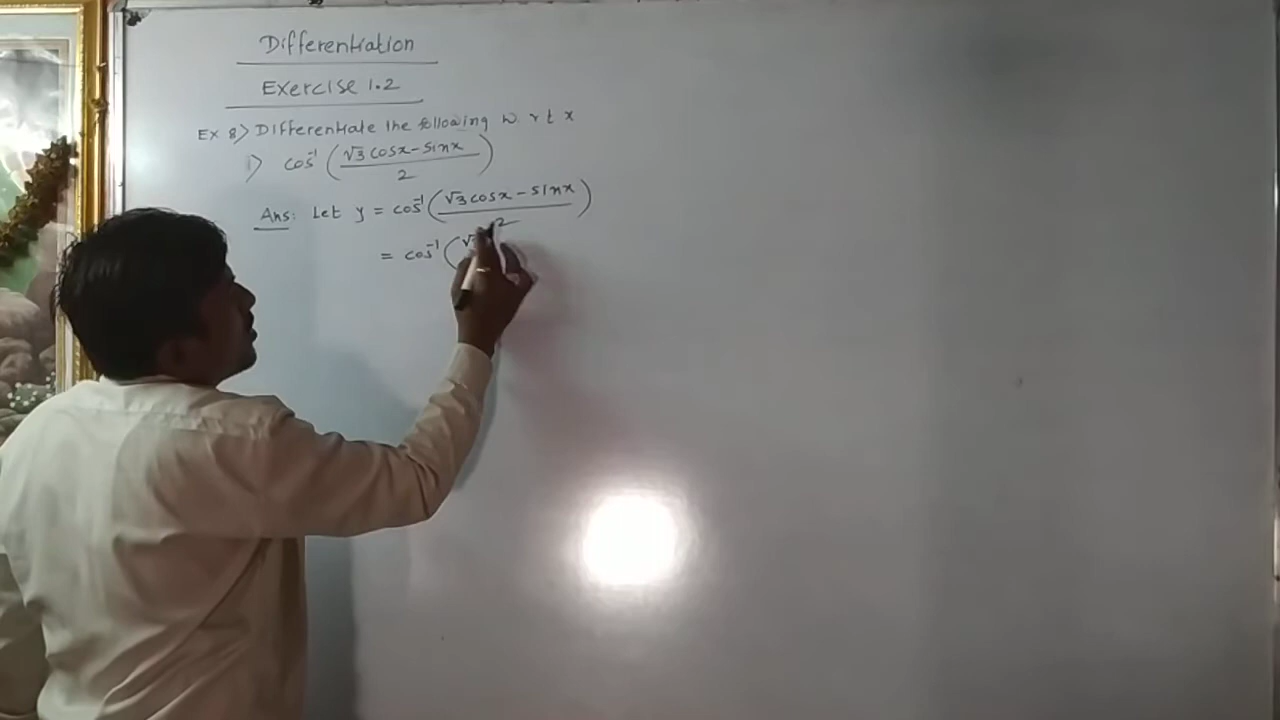 Differentiation
Exercise 1.2
Ex 8) Differentiate the following w r t x
1) cos⁻¹ (√3 cosx - sinx / 2)
Ans: Let y = cos⁻¹ (√3 cosx - sinx / 2)
= cos⁻¹ (√